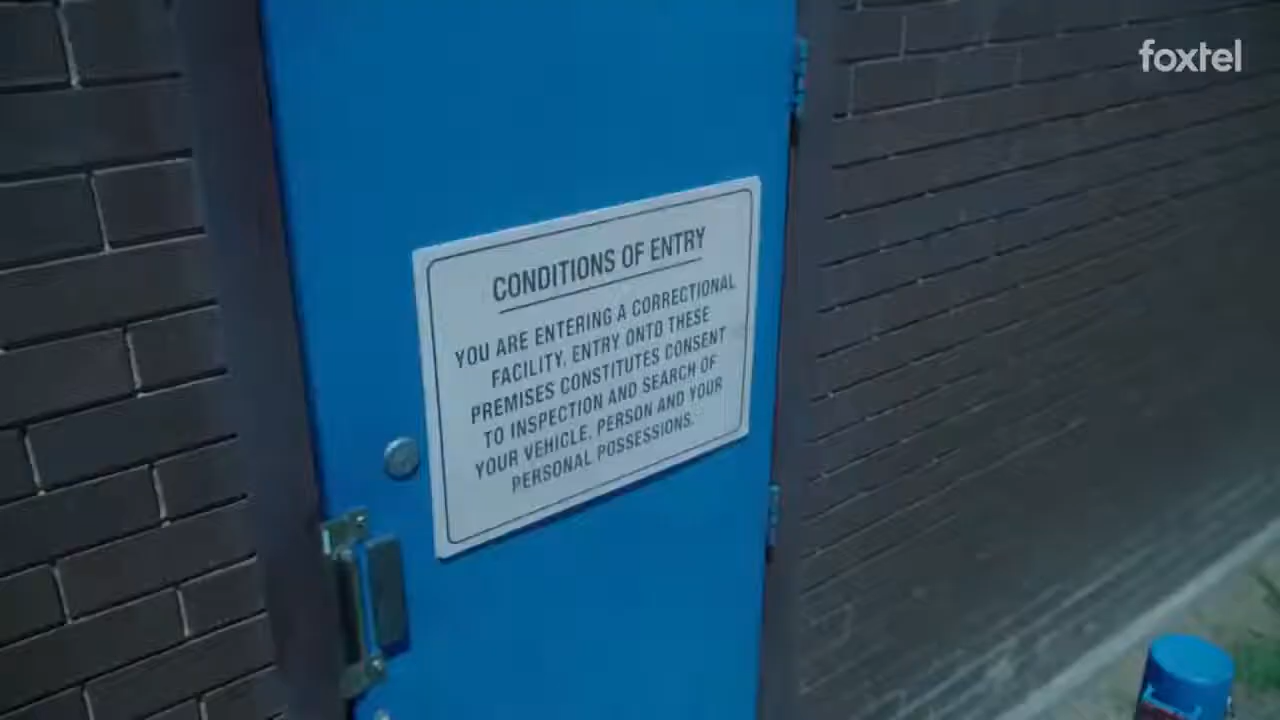 foxtel
CONDITIONS OF ENTRY
YOU ARE ENTERING A CORRECTIONAL
FACILITY. ENTRY ONTO THESE
PREMISES CONSTITUTES CONSENT
TO INSPECTION AND SEARCH OF
YOUR VEHICLE, PERSON AND YOUR
PERSONAL POSSESSIONS.